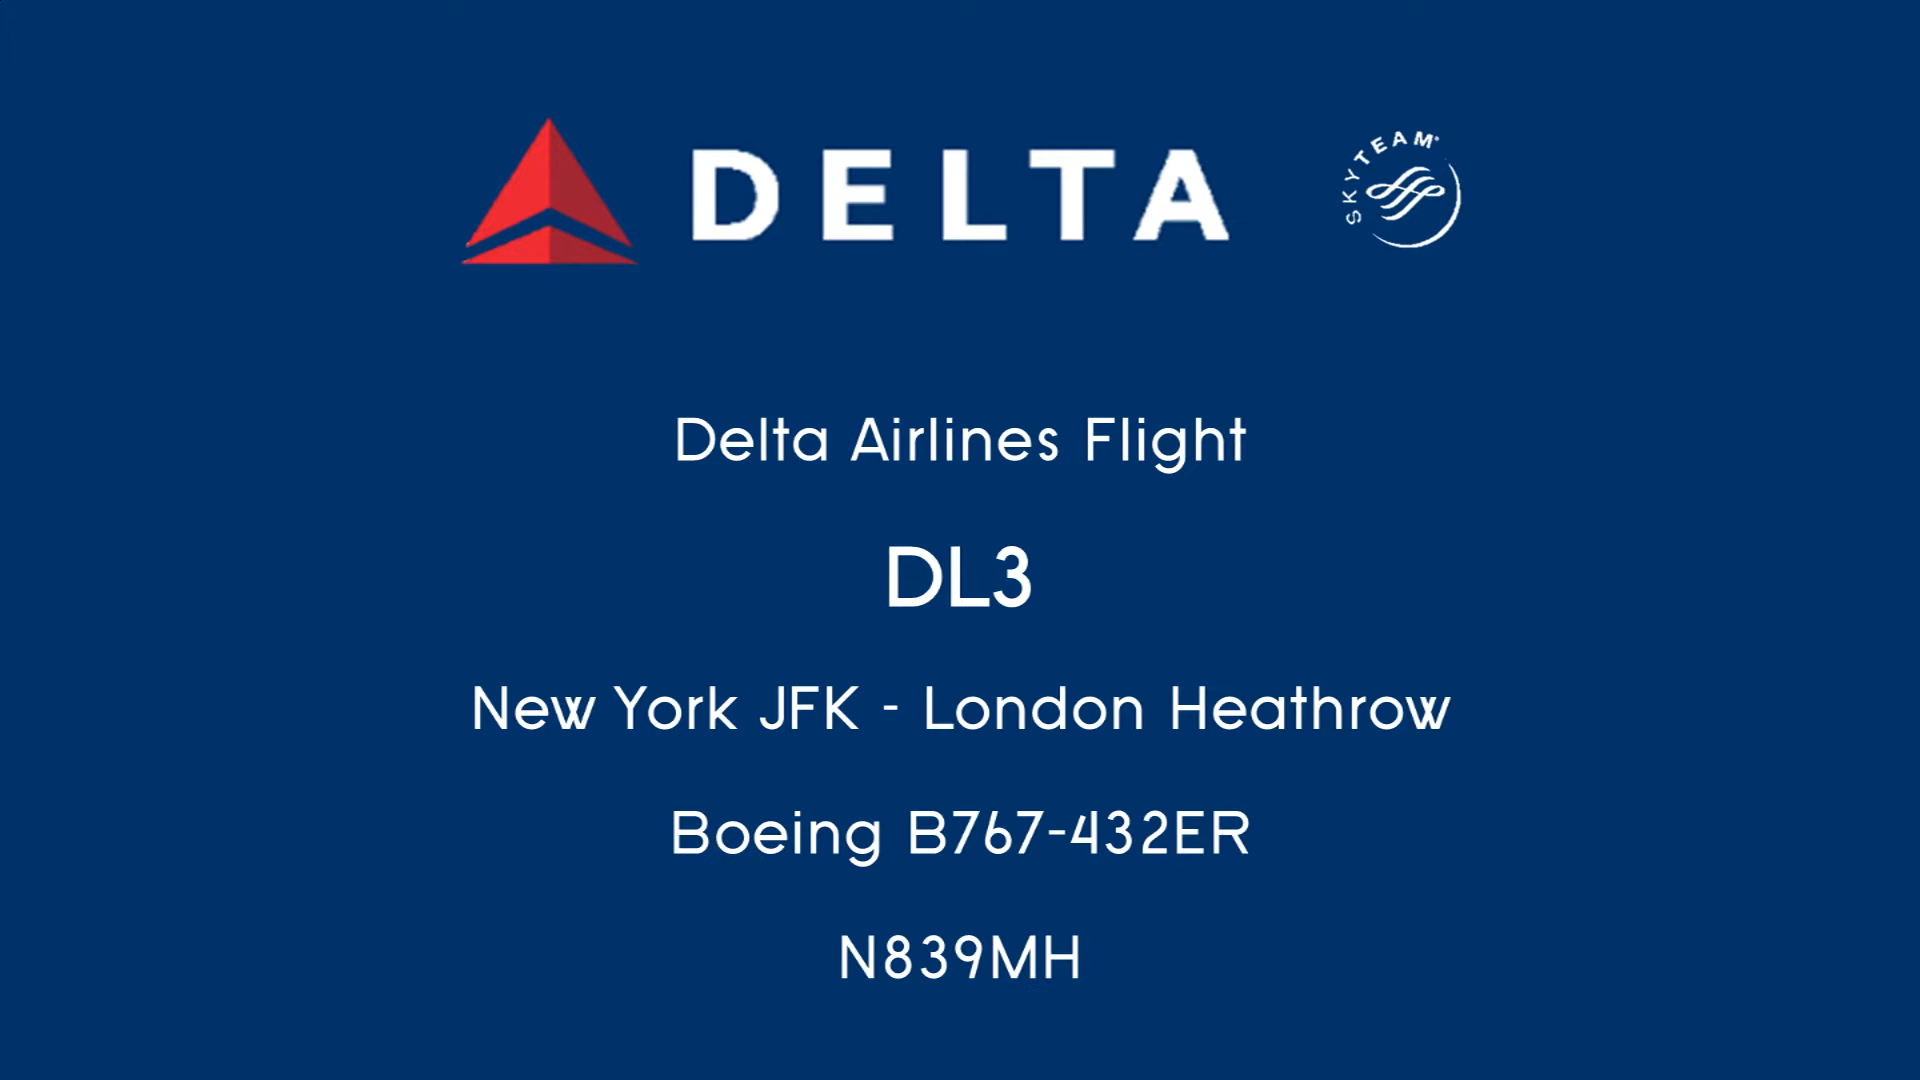 DELTA
SKYTEAM
Delta Airlines Flight
DL3
New York JFK - London Heathrow
Boeing B767-432ER
N839MH